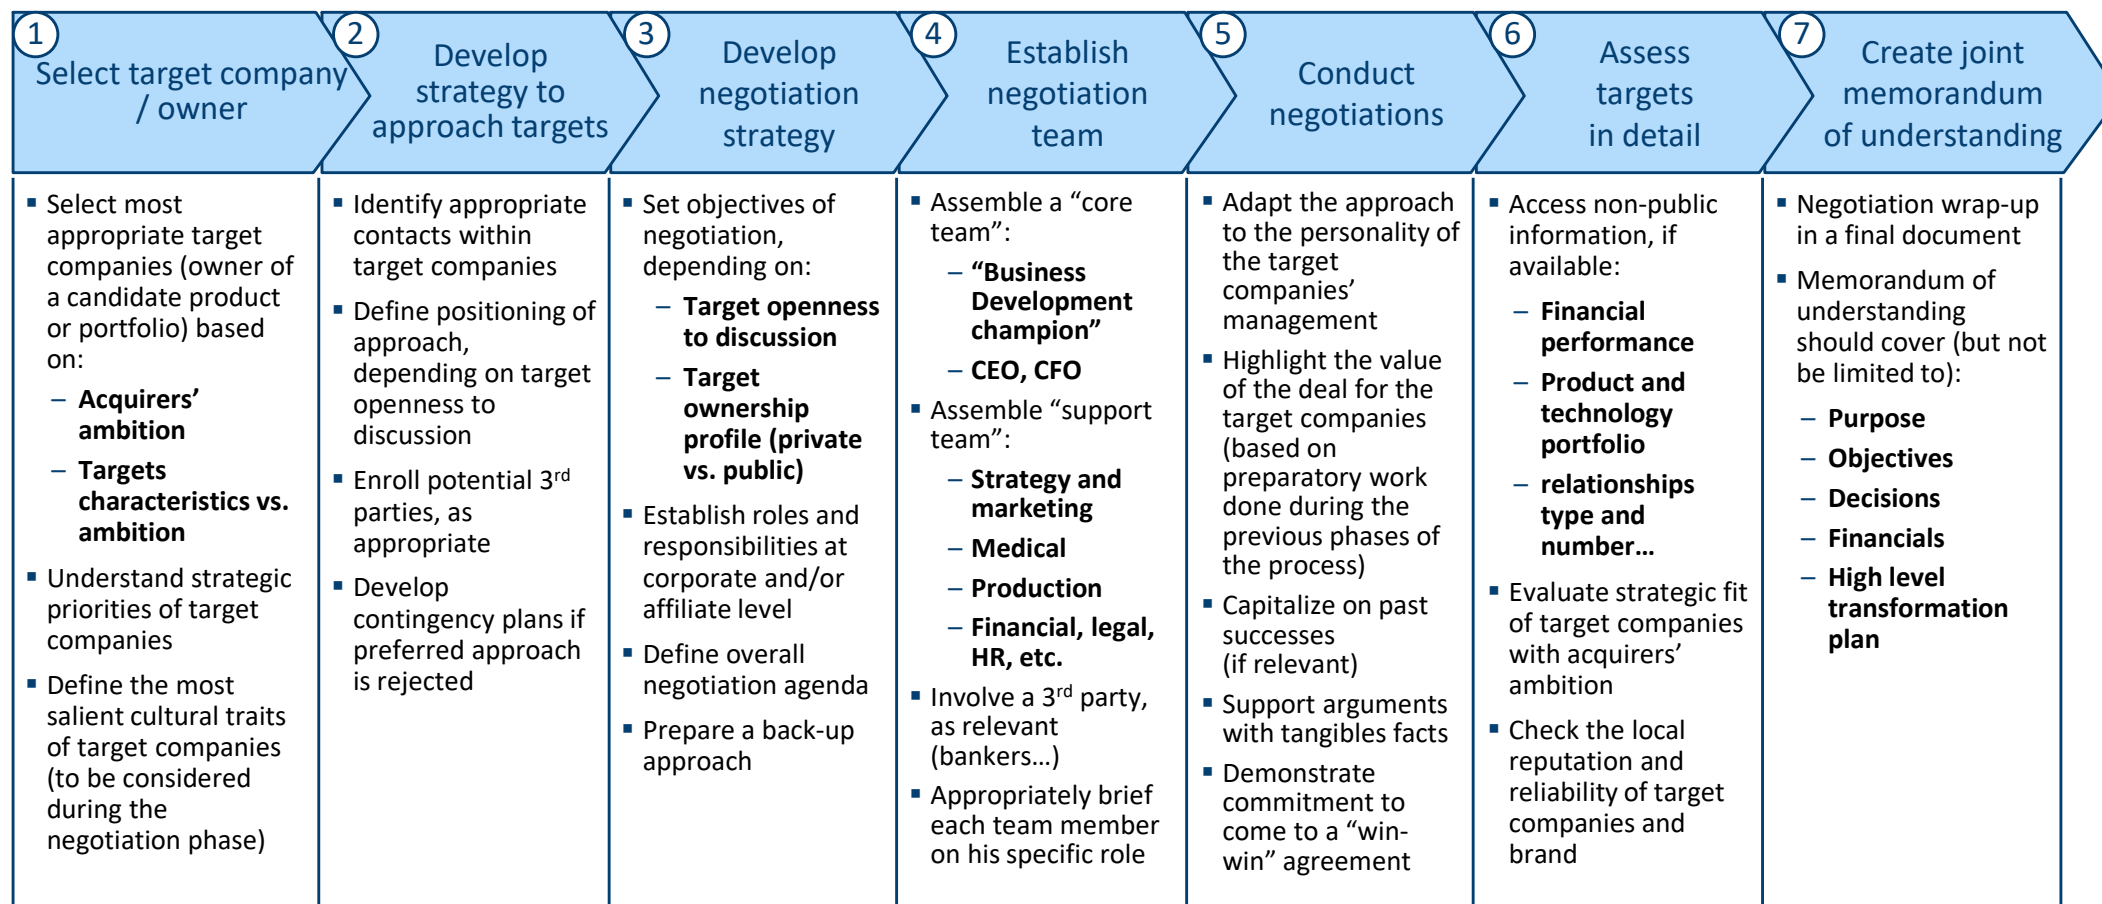 1
Select target company
/ owner
2
Develop
strategy to
approach targets
3
Develop
negotiation
strategy
4
Establish
negotiation
team
5
Conduct
negotiations
6
Assess
targets
in detail
7
Create joint
memorandum
of understanding
▪ Select most
appropriate target
companies (owner of
a candidate product
or portfolio) based
on:
– Acquirers’
ambition
– Targets
characteristics vs.
ambition
▪ Understand strategic
priorities of target
companies
▪ Define the most
salient cultural traits
of target companies
(to be considered
during the
negotiation phase)
▪ Identify appropriate
contacts within
target companies
▪ Define positioning of
approach,
depending on target
openness to
discussion
▪ Enroll potential 3rd
parties, as
appropriate
▪ Develop
contingency plans if
preferred approach
is rejected
▪ Set objectives of
negotiation,
depending on:
– Target openness
to discussion
– Target
ownership
profile (private
vs. public)
▪ Establish roles and
responsibilities at
corporate and/or
affiliate level
▪ Define overall
negotiation agenda
▪ Prepare a back-up
approach
▪ Assemble a “core
team”:
– “Business
Development
champion”
– CEO, CFO
▪ Assemble “support
team”:
– Strategy and
marketing
– Medical
– Production
– Financial, legal,
HR, etc.
▪ Involve a 3rd party,
as relevant
(bankers…)
▪ Appropriately brief
each team member
on his specific role
▪ Adapt the approach
to the personality of
the target
companies’
management
▪ Highlight the value
of the deal for the
target companies
(based on
preparatory work
done during the
previous phases of
the process)
▪ Capitalize on past
successes
(if relevant)
▪ Support arguments
with tangibles facts
▪ Demonstrate
commitment to
come to a “win-
win” agreement
▪ Access non-public
information, if
available:
– Financial
performance
– Product and
technology
portfolio
– relationships
type and
number…
▪ Evaluate strategic fit
of target companies
with acquirers’
ambition
▪ Check the local
reputation and
reliability of target
companies and
brand
▪ Negotiation wrap-up
in a final document
▪ Memorandum of
understanding
should cover (but not
be limited to):
– Purpose
– Objectives
– Decisions
– Financials
– High level
transformation
plan